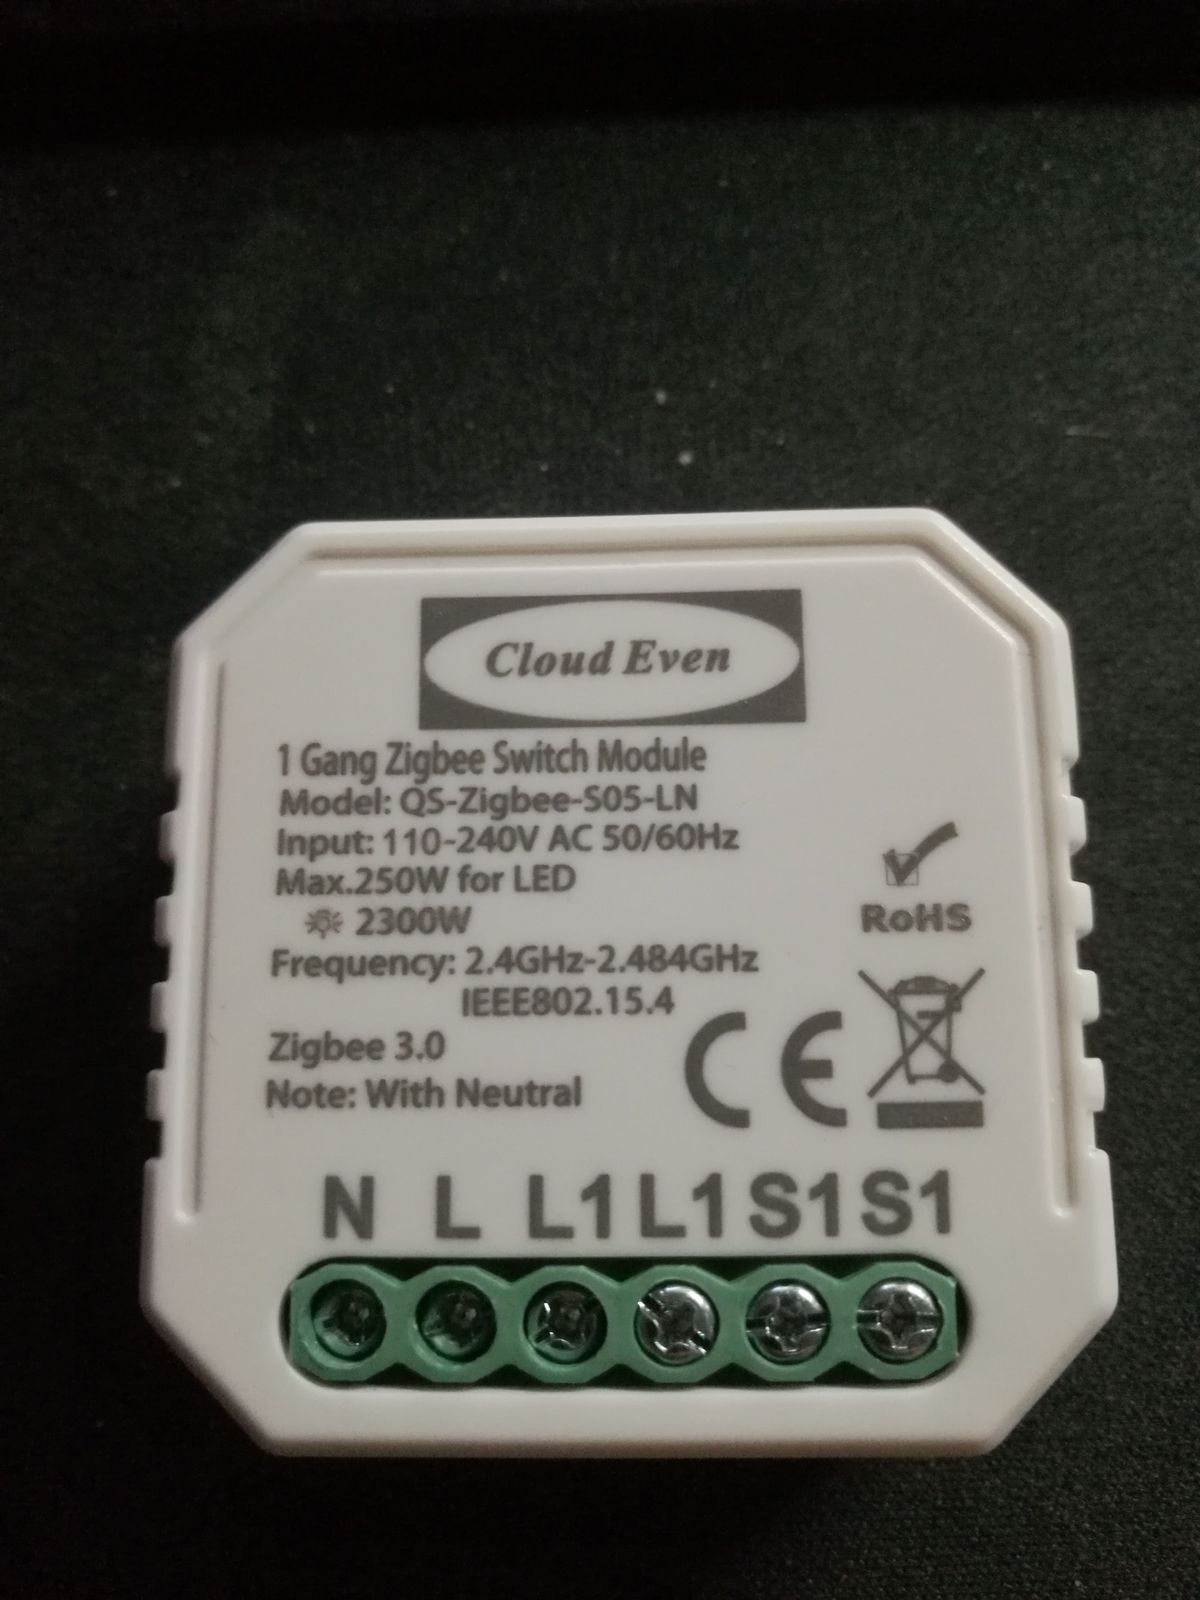 Cloud Even
1 Gang Zigbee Switch Module
Model: QS-Zigbee-S05-LN
Input: 110-240V AC 50/60Hz
Max.250W for LED
2300W
Frequency: 2.4GHz-2.484GHz
IEEE802.15.4
Zigbee 3.0
Note: With Neutral
RoHS
CE
N L L1 L1 S1 S1